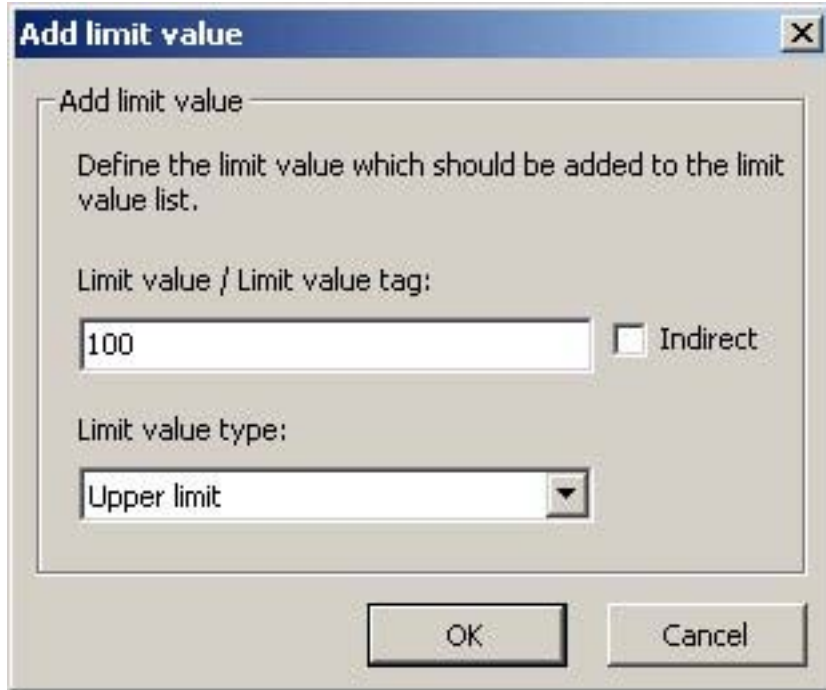 Add limit value
Add limit value
Define the limit value which should be added to the limit
value list.
Limit value / Limit value tag:
100
Indirect
Limit value type:
Upper limit
OK
Cancel